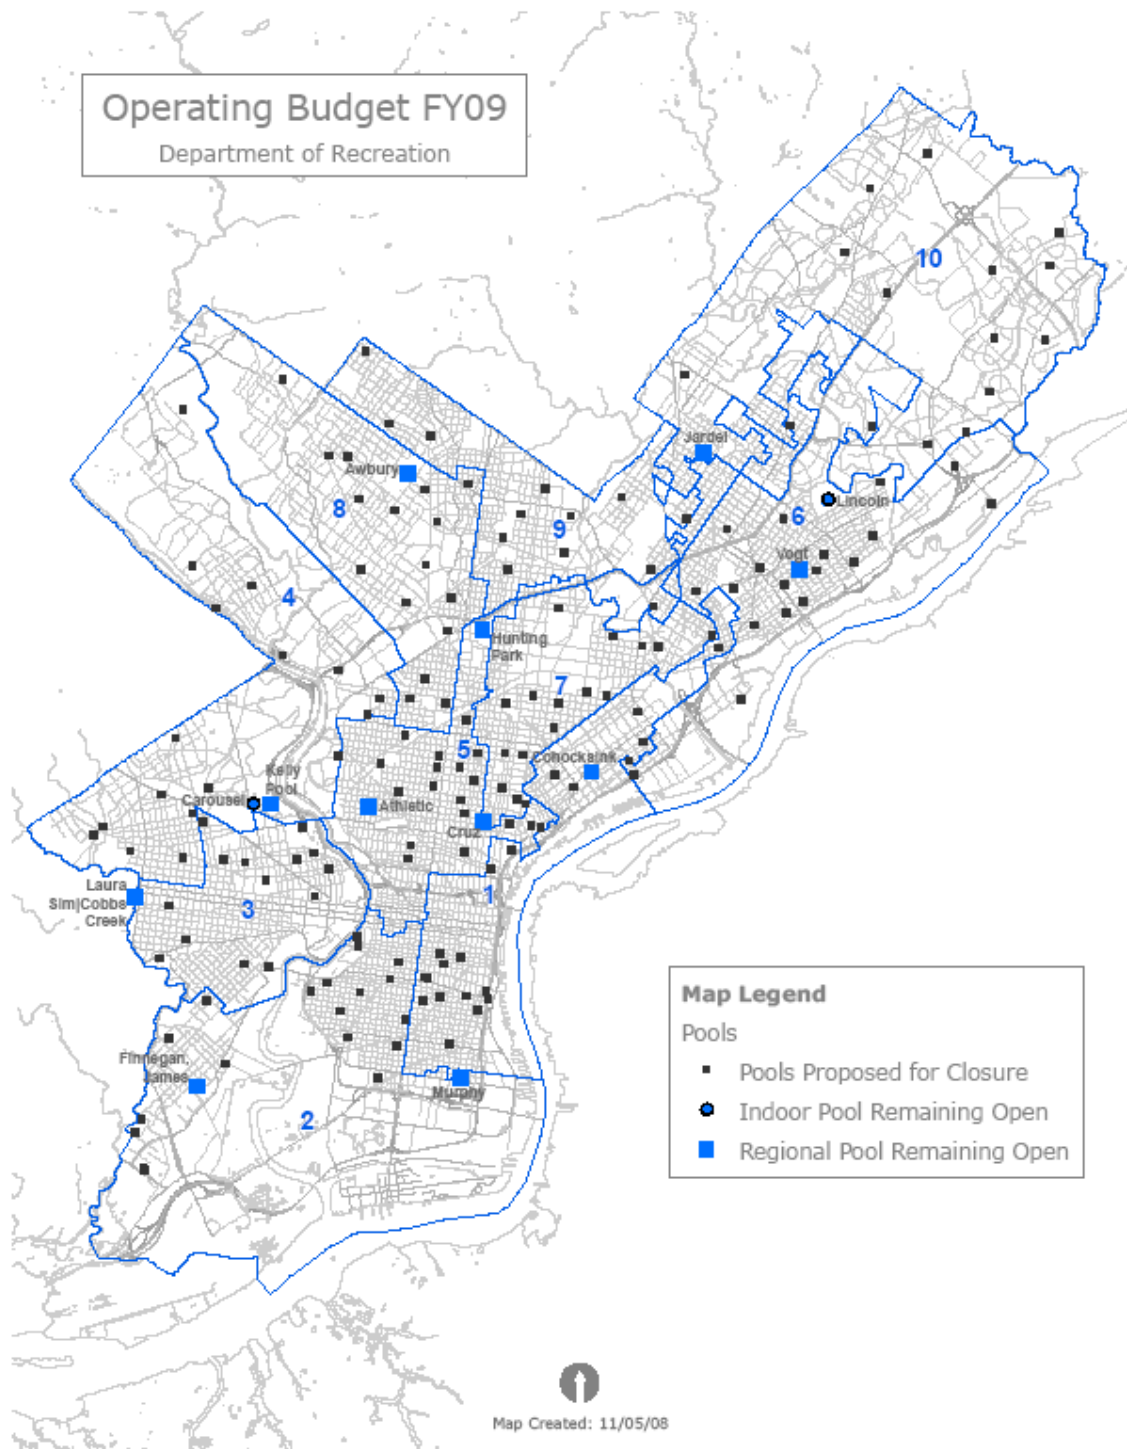 Operating Budget FY09
Department of Recreation
10
Jardel
Awbury
8
Lincoln
6
9
Vogt
4
Hunting
Park
7
5
Conocksink
Kelly
Pool
Carousel
Athletic
Cruz
Laura
Sim|Cobbs
Creek
1
3
Map Legend
Pools
Pools Proposed for Closure
Indoor Pool Remaining Open
Regional Pool Remaining Open
Finnegan,
James
Murphy
2
Map Created: 11/05/08